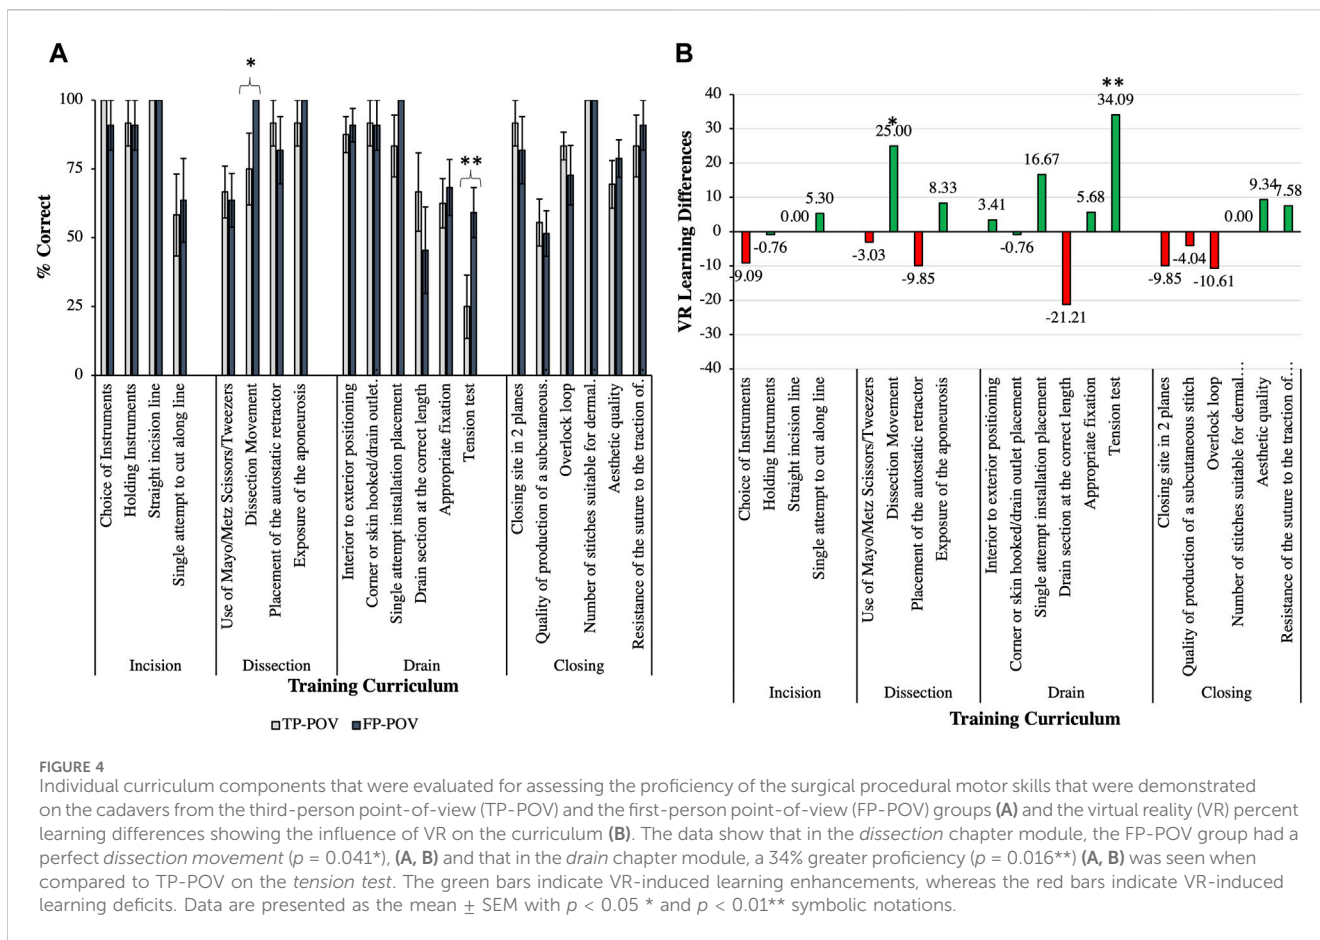 A
*
**
100
75
50
25
0
% Correct
Choice of Instruments
Holding Instruments
Straight incision line
Single attempt to cut along line
Use of Mayo/Metz Scissors/Tweezers
Dissection Movement
Placement of the autostatic retractor
Exposure of the aponeurosis
Interior to exterior positioning
Corner or skin hooked/drain outlet.
Single attempt installation placement
Drain section at the correct length
Appropriate fixation
Tension test
Closing site in 2 planes
Quality of production of a subcutaneous.
Overlock loop
Number of stitches suitable for dermal.
Aesthetic quality
Resistance of the suture to the traction of.
Incision
Dissection
Drain
Closing
Training Curriculum
TP-POV
FP-POV
B
40
30
20
10
0
-10
-20
-30
-40
VR Learning Differences
-9.09
-0.76
0.00
5.30
-3.03
*
25.00
-9.85
8.33
3.41
-0.76
16.67
-21.21
5.68
**
34.09
-9.85
-4.04
-10.61
0.00
9.34
7.58
Choice of Instruments
Holding Instruments
Straight incision line
Single attempt to cut along line
Use of Mayo/Metz Scissors/Tweezers
Dissection Movement
Placement of the autostatic retractor
Exposure of the aponeurosis
Interior to exterior positioning
Corner or skin hooked/drain outlet placement
Single attempt installation placement
Drain section at the correct length
Appropriate fixation
Tension test
Closing site in 2 planes
Quality of production of a subcutaneous stitch
Overlock loop
Number of stitches suitable for dermal…
Aesthetic quality
Resistance of the suture to the traction of…
Incision
Dissection
Drain
Closing
Training Curriculum
FIGURE 4
Individual curriculum components that were evaluated for assessing the proficiency of the surgical procedural motor skills that were demonstrated
on the cadavers from the third-person point-of-view (TP-POV) and the first-person point-of-view (FP-POV) groups (A) and the virtual reality (VR) percent
learning differences showing the influence of VR on the curriculum (B). The data show that in the dissection chapter module, the FP-POV group had a
perfect dissection movement (p = 0.041*), (A, B) and that in the drain chapter module, a 34% greater proficiency (p = 0.016**) (A, B) was seen when
compared to TP-POV on the tension test. The green bars indicate VR-induced learning enhancements, whereas the red bars indicate VR-induced
learning deficits. Data are presented as the mean ± SEM with p < 0.05 * and p < 0.01** symbolic notations.